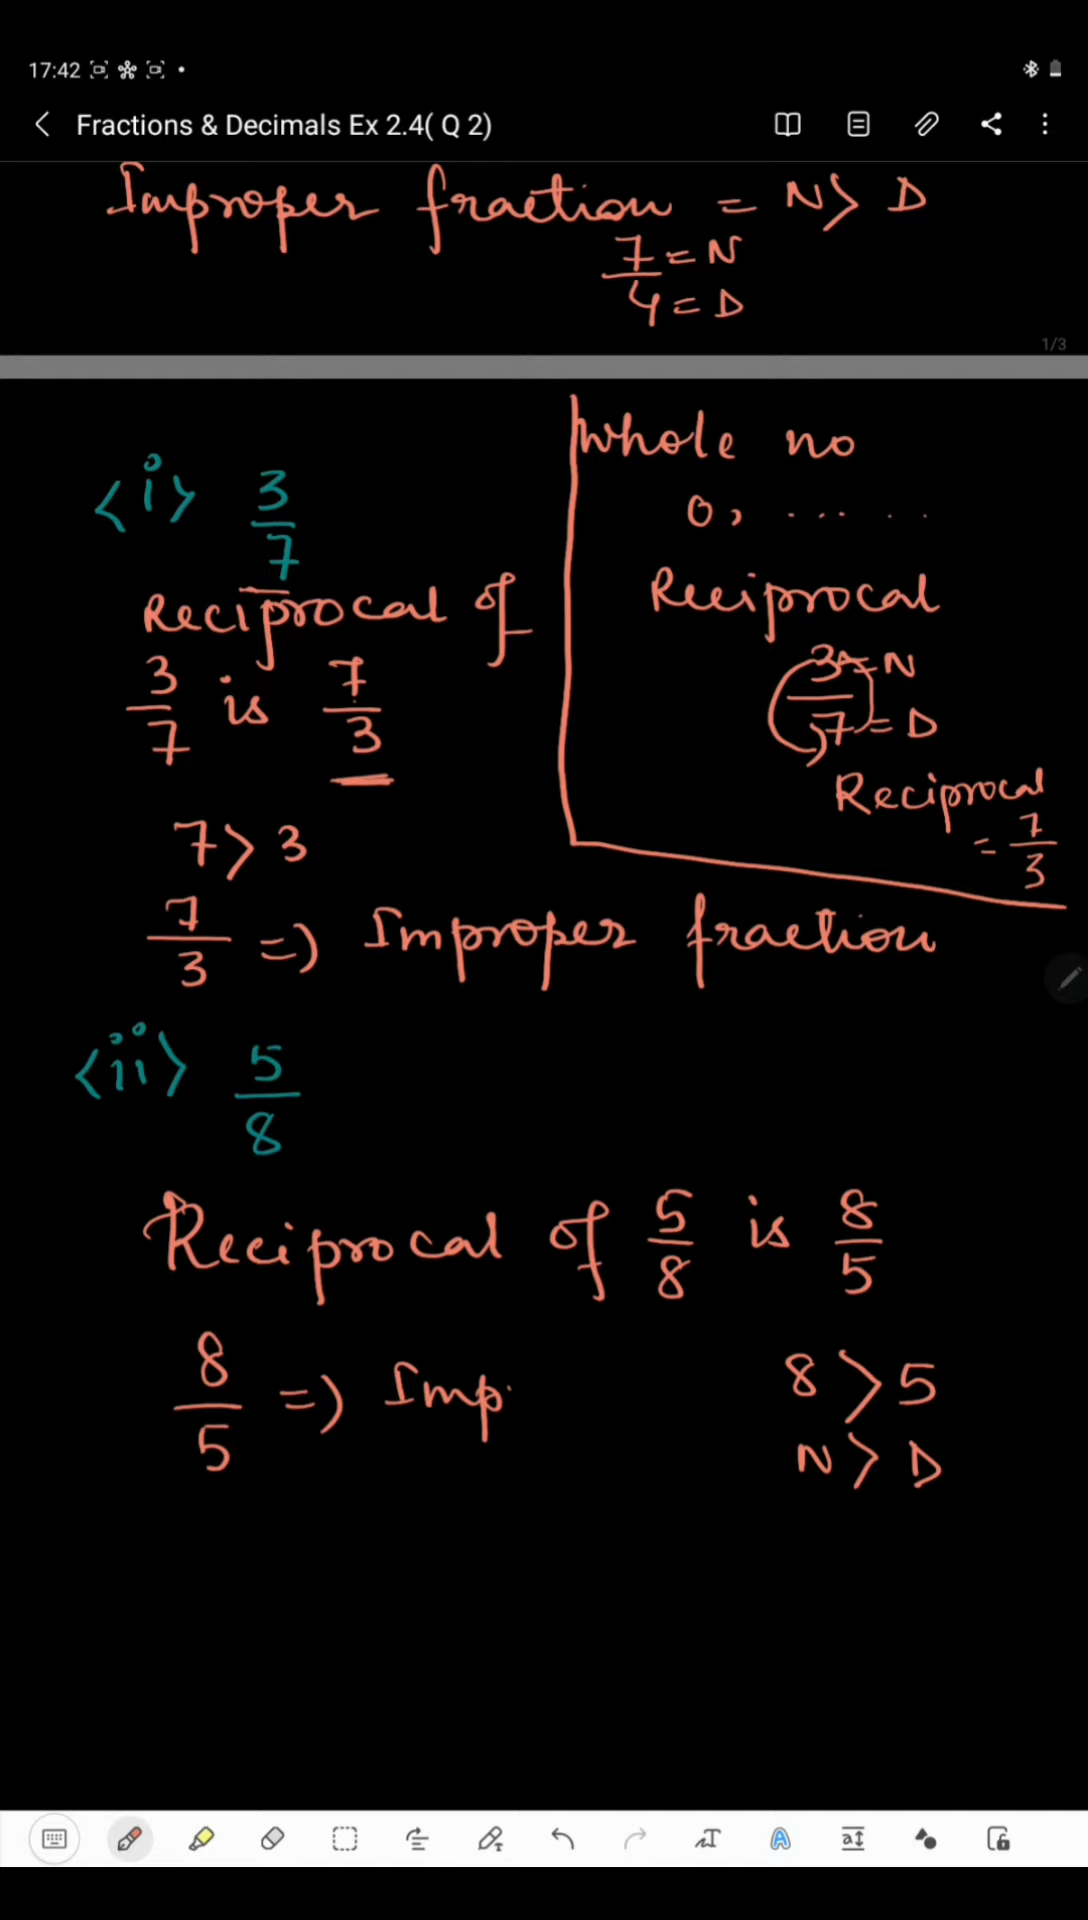 17:42
Fractions & Decimals Ex 2.4( Q 2)
Improper fraction = N > D
7 = N
4 = D
1/3
<i> 3/7
Reciprocal of
3/7 is 7/3
7 > 3
Whole no
0, ... . .
Reciprocal
3 = N
7 = D
Reciprocal
= 7/3
7/3 => Improper fraction
<ii> 5/8
Reciprocal of 5/8 is 8/5
8/5 => Imp
8 > 5
N > D